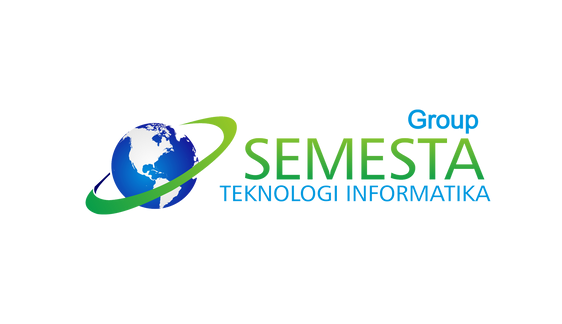 Group
SEMESTA
TEKNOLOGI INFORMATIKA